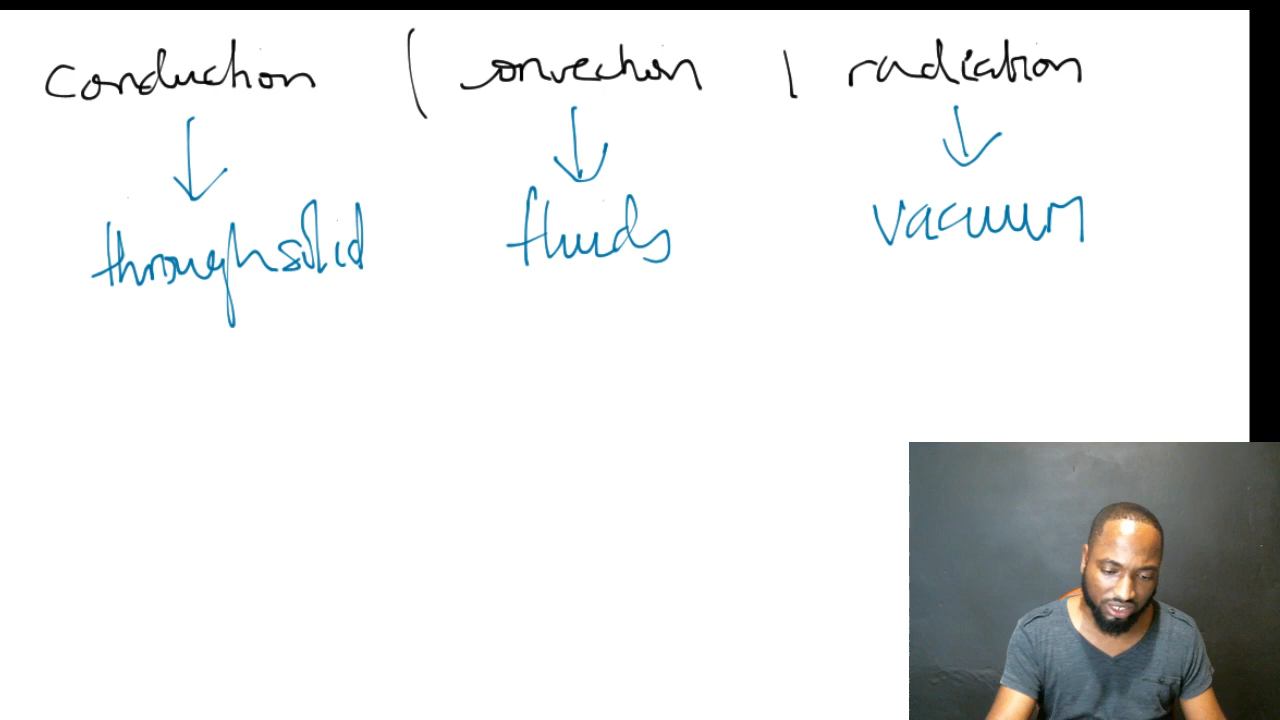 conduction | convection | radiation
through solid fluids vacuum